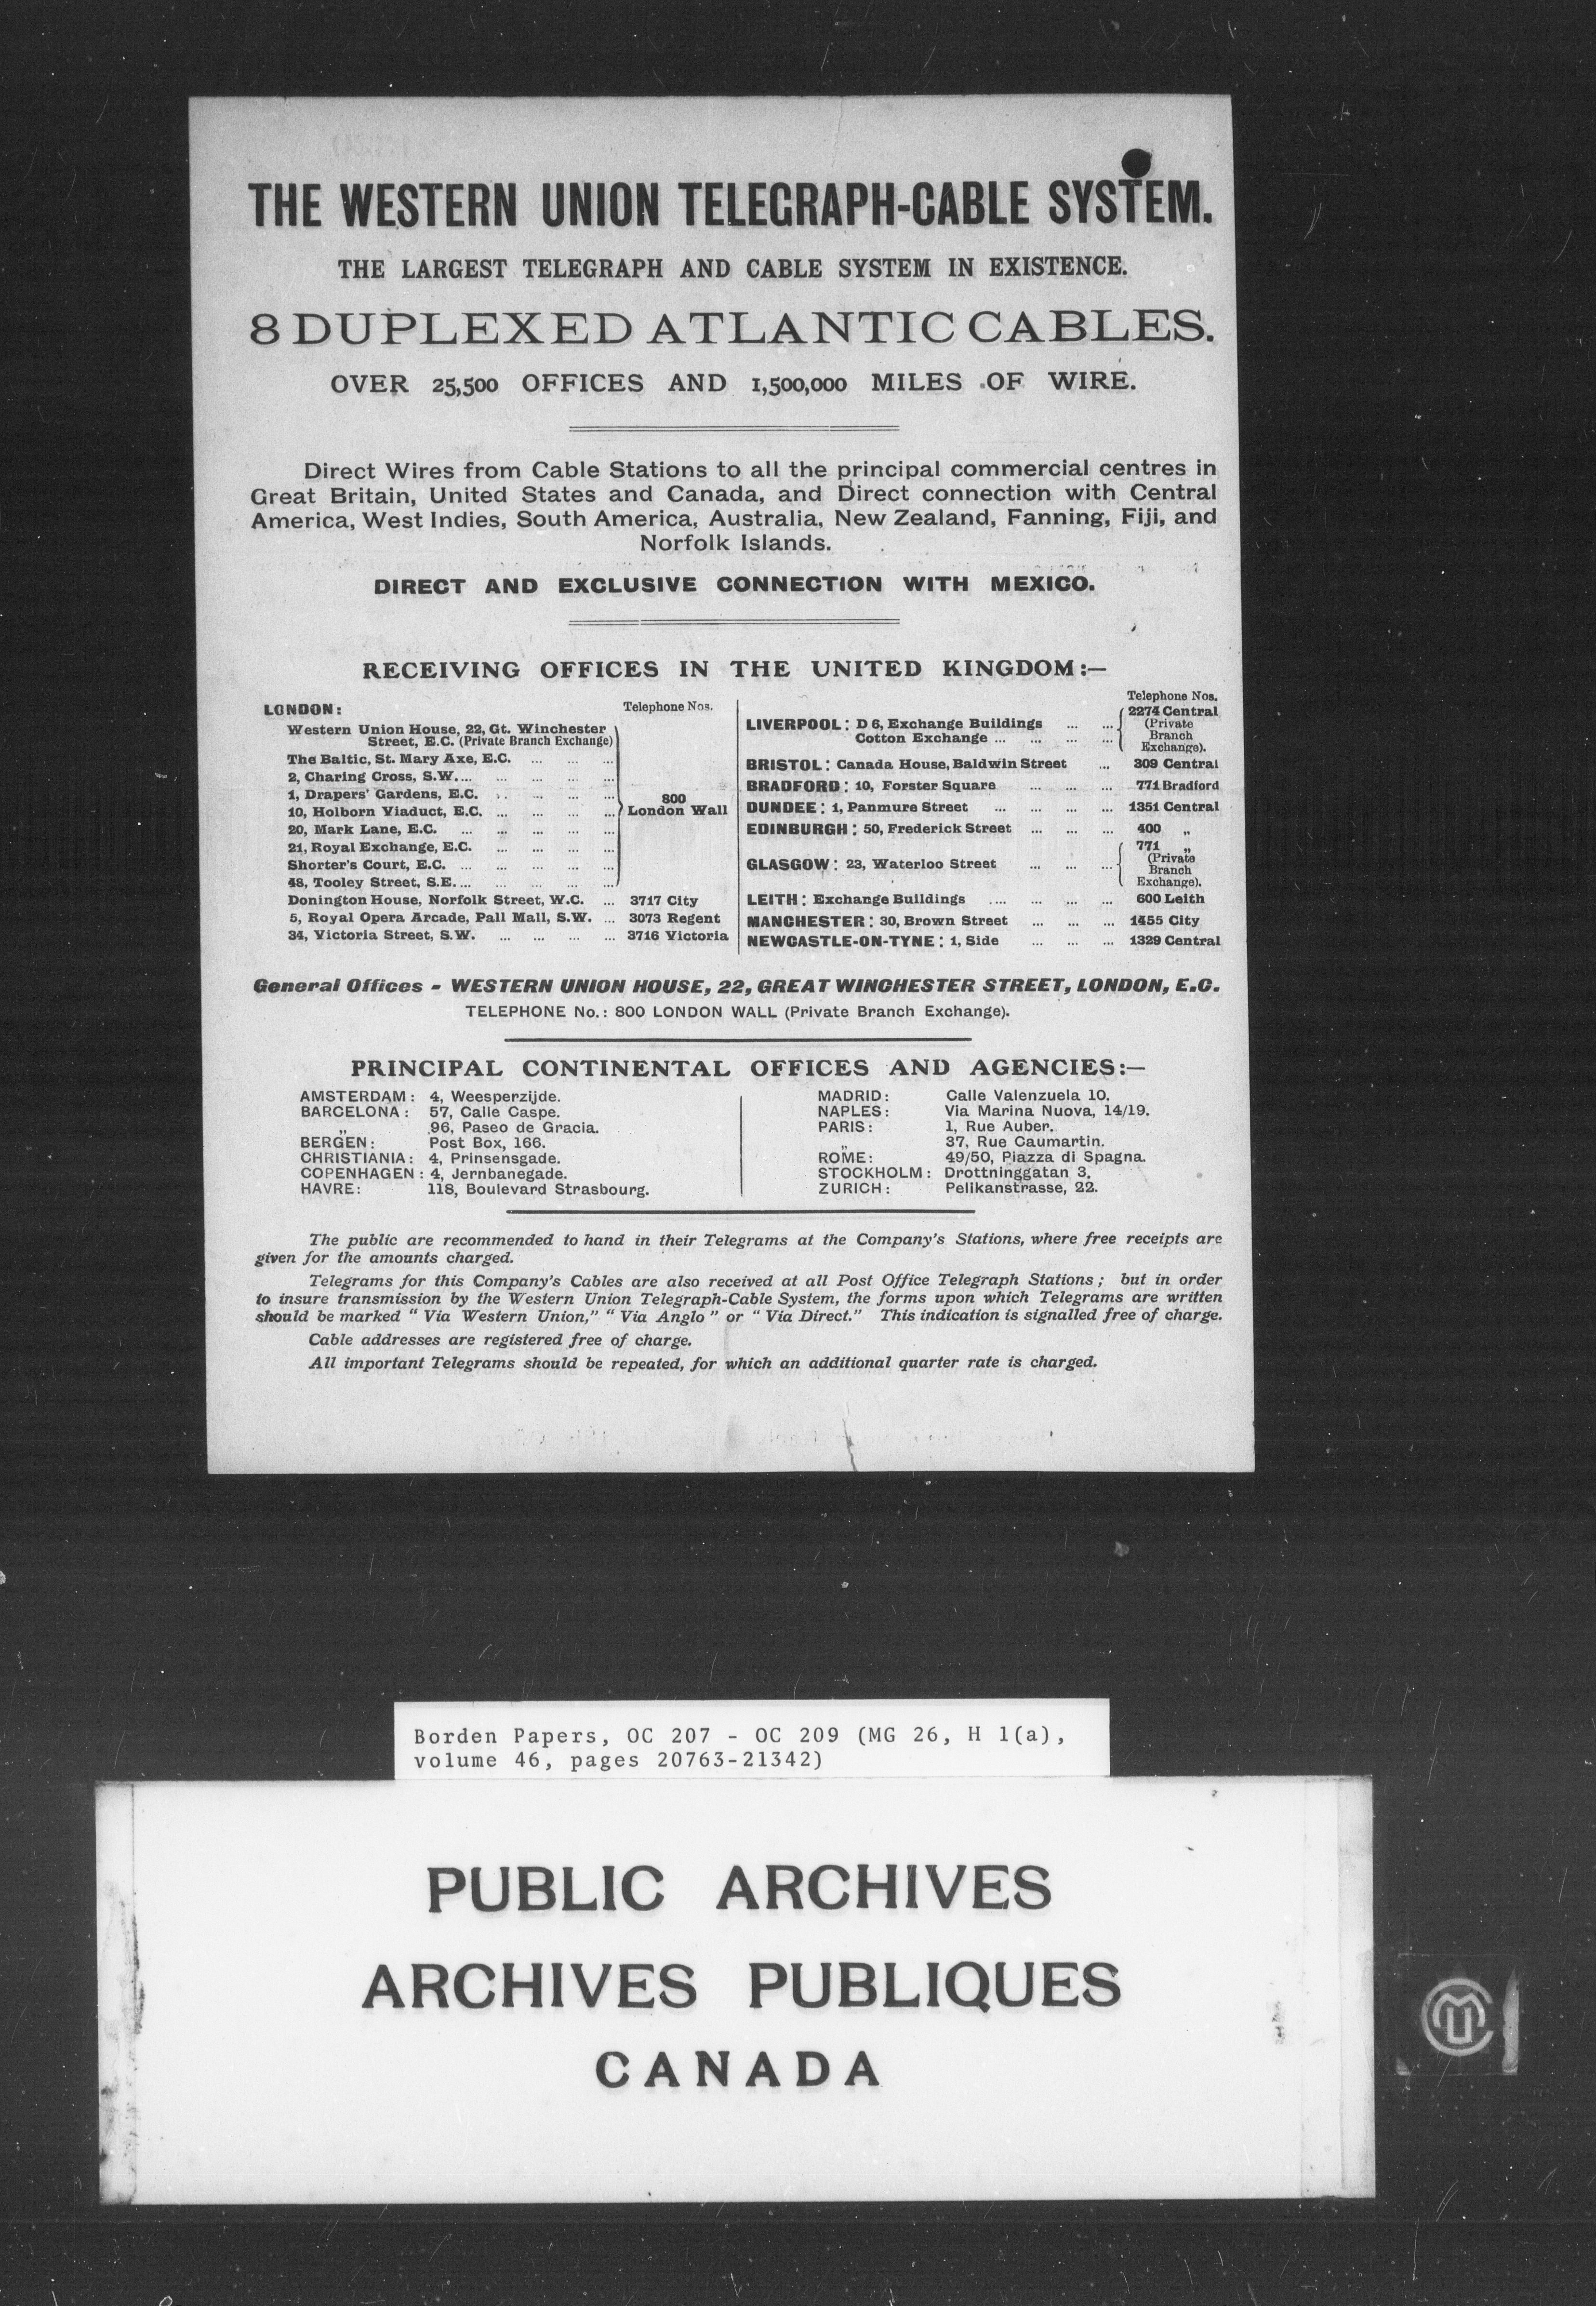 THE WESTERN UNION TELEGRAPH-CABLE SYSTEM.
THE LARGEST TELEGRAPH AND CABLE SYSTEM IN EXISTENCE.
8 DUPLEXED ATLANTIC CABLES.
OVER 25,500 OFFICES AND 1,500,000 MILES OF WIRE.
Direct Wires from Cable Stations to all the principal commercial centres in
Great Britain, United States and Canada, and Direct connection with Central
America, West Indies, South America, Australia, New Zealand, Fanning, Fiji, and
Norfolk Islands.
DIRECT AND EXCLUSIVE CONNECTION WITH MEXICO.
RECEIVING OFFICES IN THE UNITED KINGDOM:—
LONDON: Telephone Nos.
Western Union House, 22, Gt. Winchester
Street, E.C. (Private Branch Exchange)
The Baltic, St. Mary Axe, E.C. ... ... ...
2, Charing Cross, S.W.... ... ... ... ...
1, Drapers' Gardens, E.C. .. ... ... ...
10, Holborn Viaduct, E.C. ... ... ... ...
20, Mark Lane, E.C. ... ... ... ... ...
21, Royal Exchange, E.C. ... ... ... ...
Shorter's Court, E.C. ... ... ... ... ...
48, Tooley Street, S.E.... ... ... ... ...
800
London Wall
Donington House, Norfolk Street, W.C. ... 3717 City
5, Royal Opera Arcade, Pall Mall, S.W. ... 3073 Regent
34, Victoria Street, S.W. ... ... ... ... 3716 Victoria
Telephone Nos.
LIVERPOOL: D 6, Exchange Buildings ... ...
Cotton Exchange ... ... ... ...
2274 Central
(Private
Branch
Exchange).
BRISTOL: Canada House, Baldwin Street ... 309 Central
BRADFORD: 10, Forster Square ... ... ... 771 Bradford
DUNDEE: 1, Panmure Street ... ... ... ... 1351 Central
EDINBURGH: 50, Frederick Street ... ... ... 400 „
GLASGOW: 23, Waterloo Street ... ... ...
771 „
(Private
Branch
Exchange).
LEITH: Exchange Buildings .... ... ... ... 600 Leith
MANCHESTER: 30, Brown Street ... ... ... 1455 City
NEWCASTLE-ON-TYNE: 1, Side ... ... ... 1329 Central
General Offices - WESTERN UNION HOUSE, 22, GREAT WINCHESTER STREET, LONDON, E.C.
TELEPHONE No.: 800 LONDON WALL (Private Branch Exchange).
PRINCIPAL CONTINENTAL OFFICES AND AGENCIES:—
AMSTERDAM: 4, Weesperzijde.
BARCELONA: 57, Calle Caspe.
„ 96, Paseo de Gracia.
BERGEN: Post Box, 166.
CHRISTIANIA: 4, Prinsensgade.
COPENHAGEN: 4, Jernbanegade.
HAVRE: 118, Boulevard Strasbourg.
MADRID: Calle Valenzuela 10.
NAPLES: Via Marina Nuova, 14/19.
PARIS: 1, Rue Auber.
„ 37, Rue Caumartin.
ROME: 49/50, Piazza di Spagna.
STOCKHOLM: Drottninggatan 3,
ZURICH: Pelikanstrasse, 22.
The public are recommended to hand in their Telegrams at the Company's Stations, where free receipts are
given for the amounts charged.
Telegrams for this Company's Cables are also received at all Post Office Telegraph Stations; but in order
to insure transmission by the Western Union Telegraph-Cable System, the forms upon which Telegrams are written
should be marked "Via Western Union," "Via Anglo" or "Via Direct." This indication is signalled free of charge.
Cable addresses are registered free of charge.
All important Telegrams should be repeated, for which an additional quarter rate is charged.
Borden Papers, OC 207 - OC 209 (MG 26, H 1(a),
volume 46, pages 20763-21342)
PUBLIC ARCHIVES
ARCHIVES PUBLIQUES
CANADA